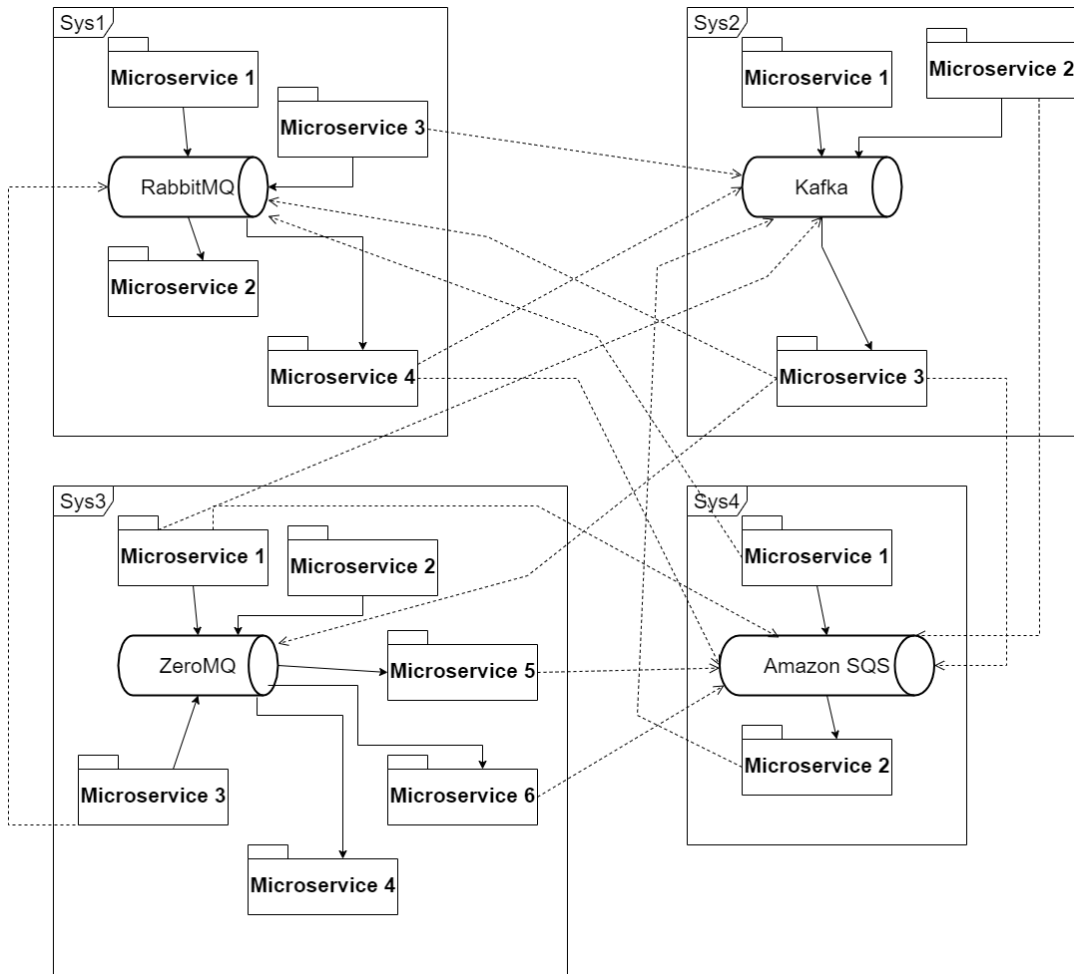 Sys1
Microservice 1
Microservice 3
RabbitMQ
Microservice 2
Microservice 4
Sys2
Microservice 1
Microservice 2
Kafka
Microservice 3
Sys3
Microservice 1
Microservice 2
ZeroMQ
Microservice 5
Microservice 3
Microservice 6
Microservice 4
Sys4
Microservice 1
Amazon SQS
Microservice 2